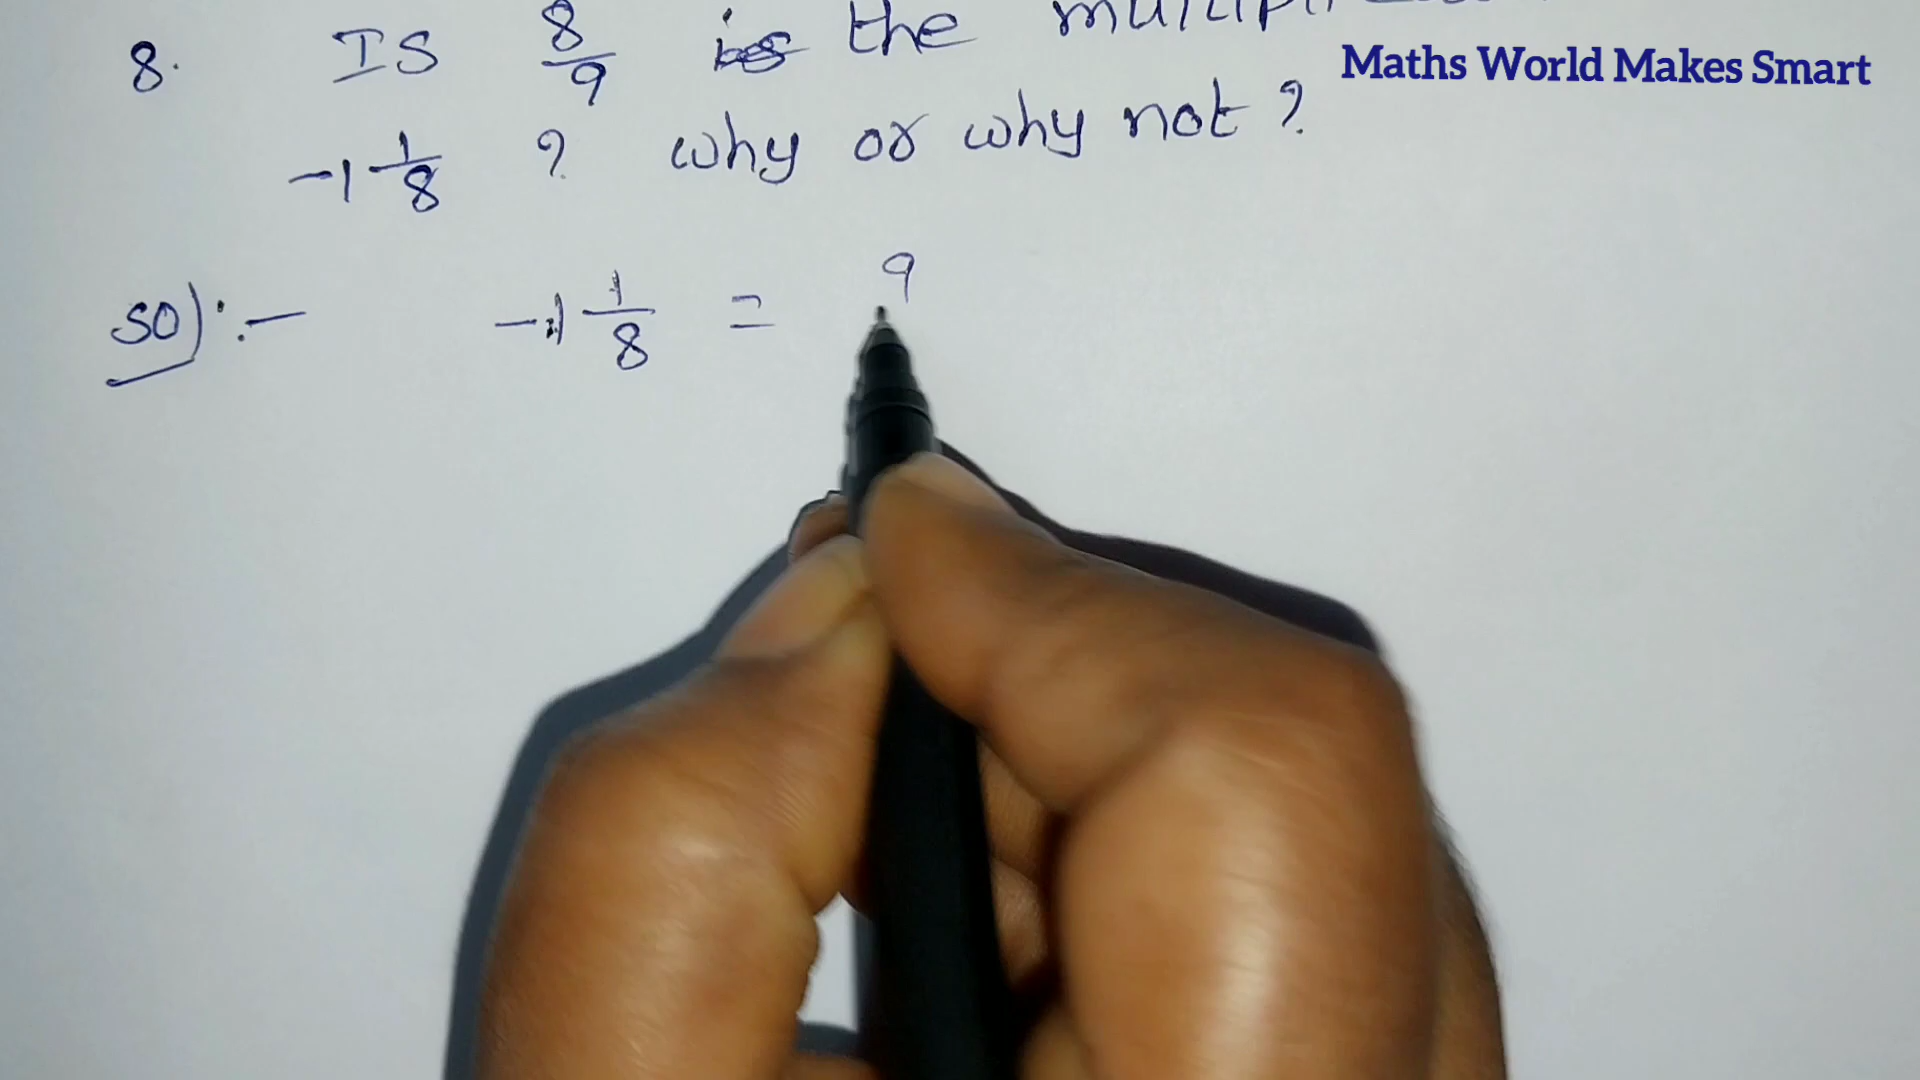 8. IS 8/9 is the
Maths World Makes Smart
-1 1/8 ? why or why not ?
sol:- -1 1/8 = 9